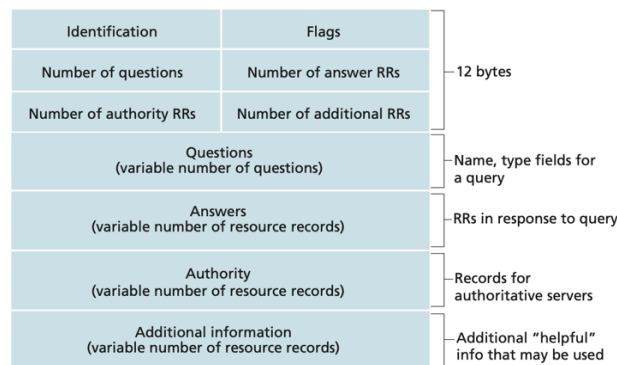 Identification
Flags
Number of questions
Number of answer RRs
12 bytes
Number of authority RRs
Number of additional RRs
Questions
(variable number of questions)
Name, type fields for
a query
Answers
(variable number of resource records)
RRs in response to query
Authority
(variable number of resource records)
Records for
authoritative servers
Additional information
(variable number of resource records)
Additional “helpful”
info that may be used